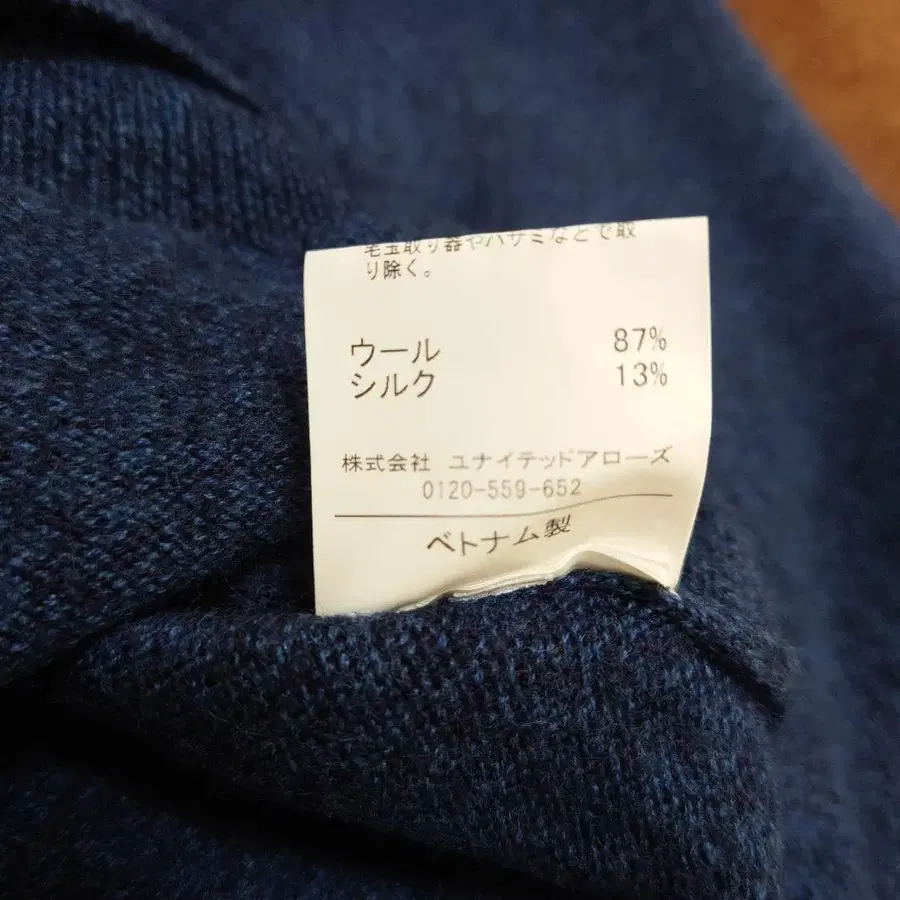 毛玉取り器やハサミなどで取
り除く。
ウール 87%
シルク 13%
株式会社 ユナイテッドアローズ
0120-559-652
ベトナム製